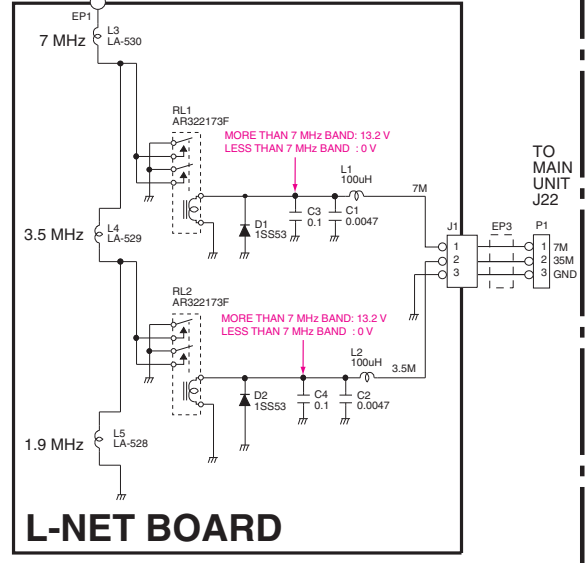 EP1
7 MHz
L3
LA-530
RL1
AR322173F
MORE THAN 7 MHz BAND: 13.2 V
LESS THAN 7 MHz BAND : 0 V
L1
100uH
7M
D1
1SS53
C3
0.1
C1
0.0047
TO
MAIN
UNIT
J22
J1
EP3
P1
1
2
3
1
2
3
7M
35M
GND
3.5 MHz
L4
LA-529
RL2
AR322173F
MORE THAN 7 MHz BAND: 13.2 V
LESS THAN 7 MHz BAND : 0 V
L2
100uH
3.5M
D2
1SS53
C4
0.1
C2
0.0047
1.9 MHz
L5
LA-528
L-NET BOARD